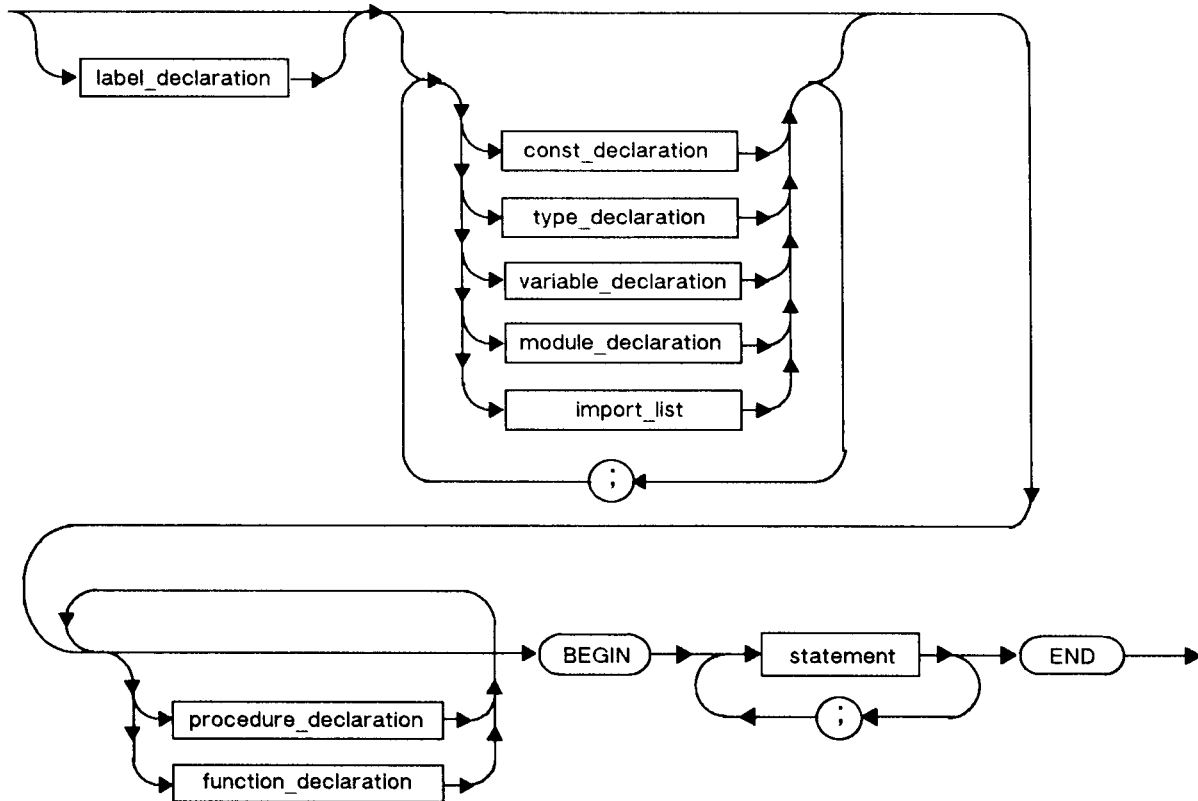 label_declaration
const_declaration
type_declaration
variable_declaration
module_declaration
import_list
;
BEGIN
statement
END
;
procedure_declaration
function_declaration